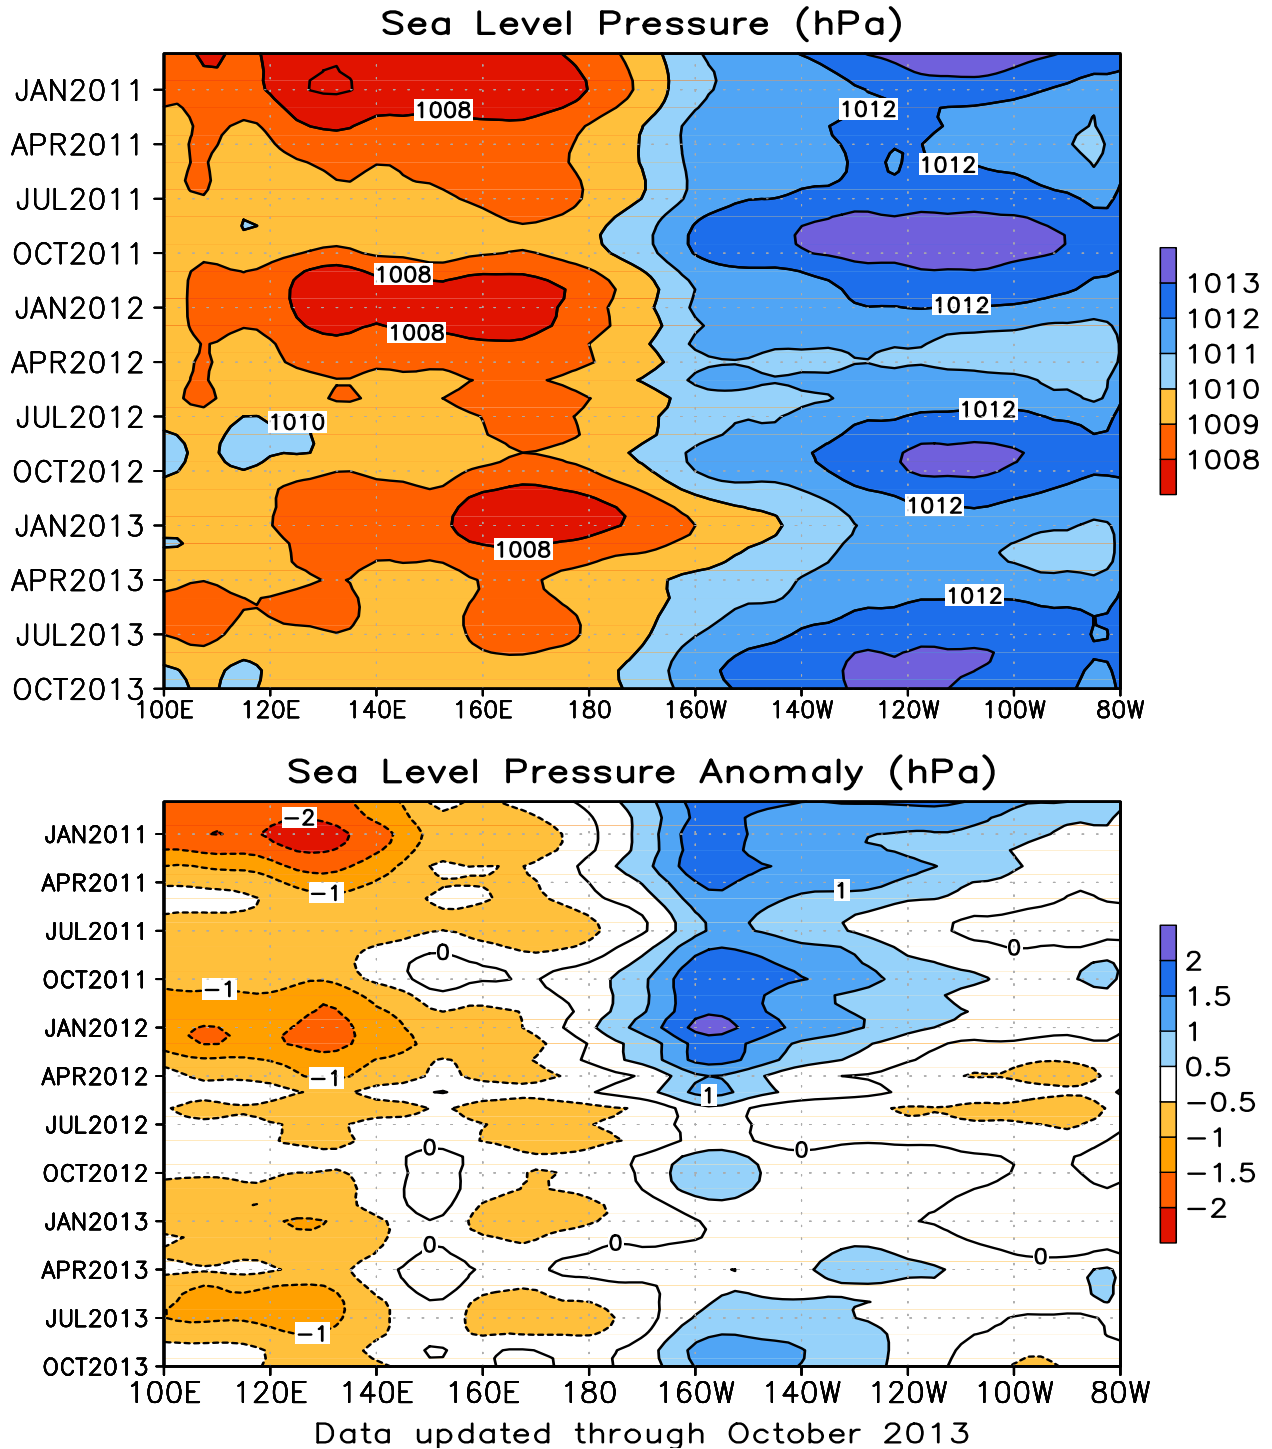 Sea Level Pressure (hPa)
JAN2011
APR2011
JUL2011
OCT2011
JAN2012
APR2012
JUL2012
OCT2012
JAN2013
APR2013
JUL2013
OCT2013
1008
1012
1012
1008
1012
1008
1012
1010
1012
1008
1012
100E 120E 140E 160E 180 160W 140W 120W 100W 80W
1013
1012
1011
1010
1009
1008
Sea Level Pressure Anomaly (hPa)
JAN2011
APR2011
JUL2011
OCT2011
JAN2012
APR2012
JUL2012
OCT2012
JAN2013
APR2013
JUL2013
OCT2013
-2
-1
1
0
0
-1
-1
1
0
0
0
0
0
-1
100E 120E 140E 160E 180 160W 140W 120W 100W 80W
2
1.5
1
0.5
-0.5
-1
-1.5
-2
Data updated through October 2013